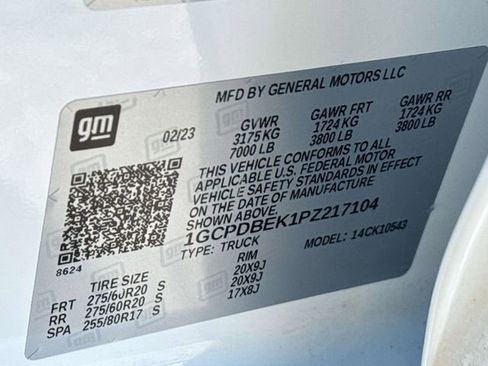 MFD BY GENERAL MOTORS LLC
gm
02/23 GVWR GAWR FRT GAWR RR
3175 KG 1724 KG 1724 KG
7000 LB 3800 LB 3800 LB
THIS VEHICLE CONFORMS TO ALL
APPLICABLE U.S. FEDERAL MOTOR
VEHICLE SAFETY STANDARDS IN EFFECT
ON THE DATE OF MANUFACTURE
SHOWN ABOVE.
1GCPDBEK1PZ217104
TYPE: TRUCK MODEL: 14CK10543
8624
TIRE SIZE RIM
FRT 275/60R20 S 20X9J
RR 275/60R20 S 20X9J
SPA 255/80R17 S 17X8J